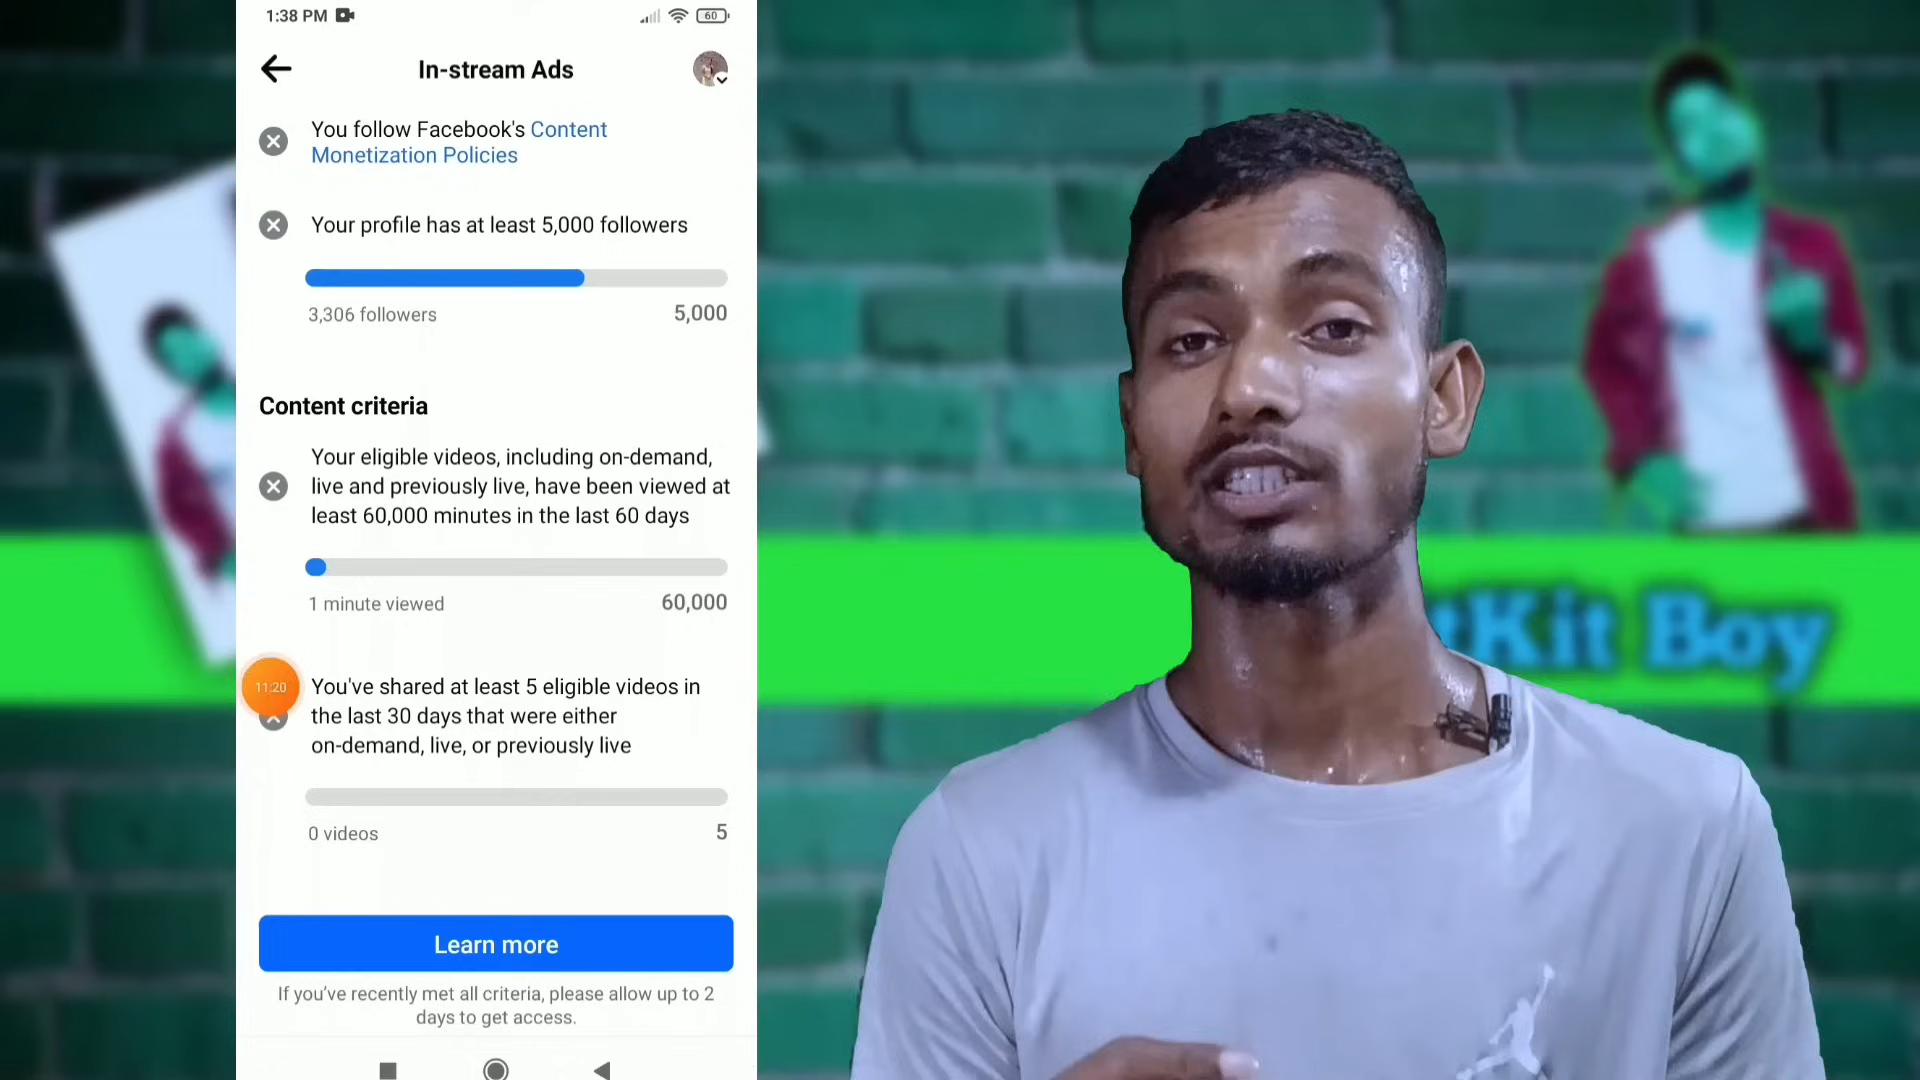 1:38 PM
60
In-stream Ads
You follow Facebook's Content
Monetization Policies
Your profile has at least 5,000 followers
3,306 followers
5,000
Content criteria
Your eligible videos, including on-demand,
live and previously live, have been viewed at
least 60,000 minutes in the last 60 days
1 minute viewed
60,000
11:20
You've shared at least 5 eligible videos in
the last 30 days that were either
on-demand, live, or previously live
0 videos
5
Learn more
If you've recently met all criteria, please allow up to 2
days to get access.
Kit Boy